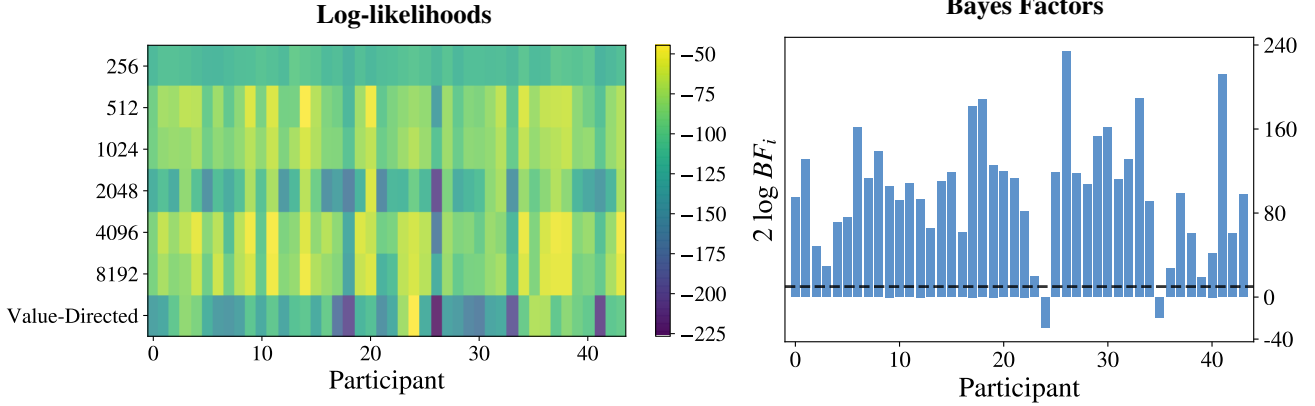 Log-likelihoods
256
512
1024
2048
4096
8192
Value-Directed
0 10 20 30 40
Participant
−50
−75
−100
−125
−150
−175
−200
−225
Bayes Factors
2 log BFᵢ
240
160
80
0
-40
0 10 20 30 40
Participant